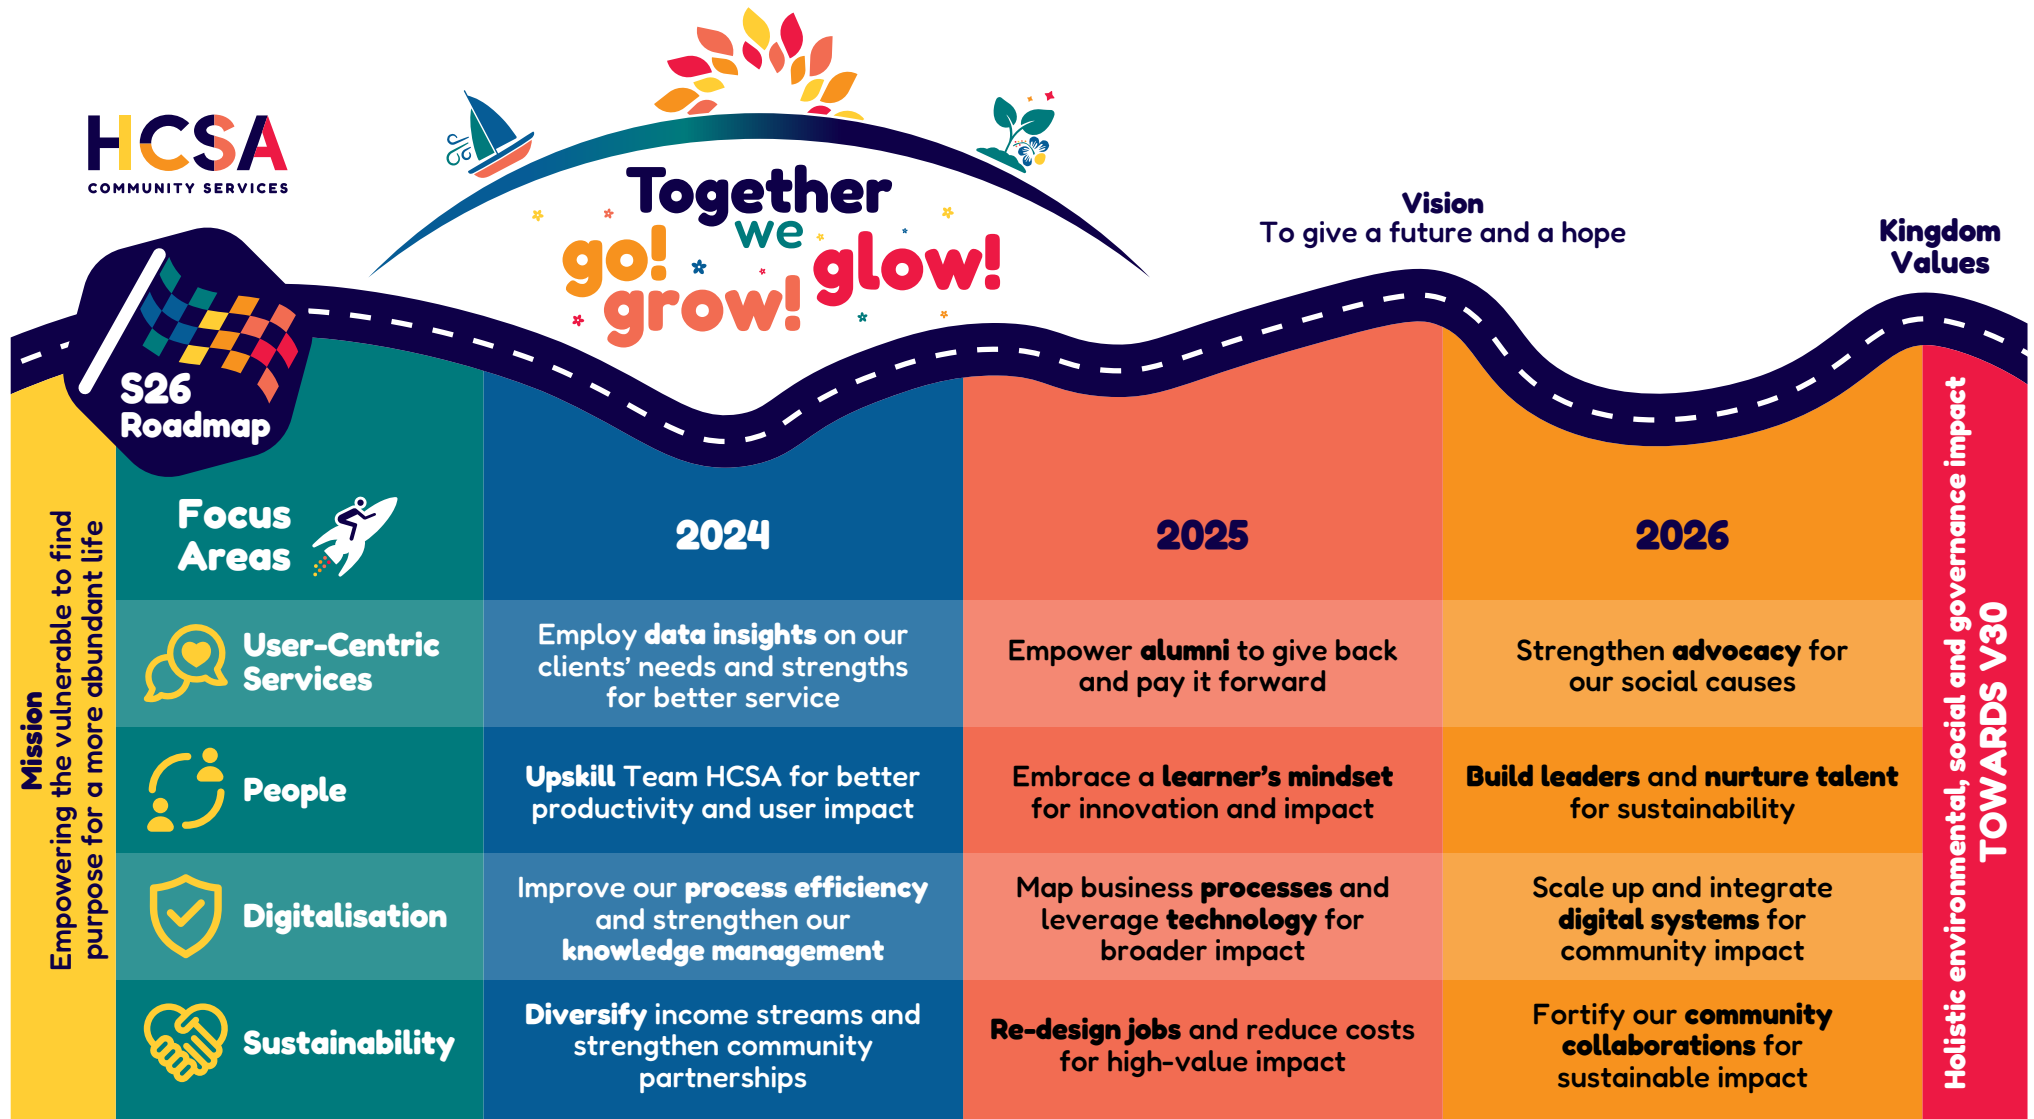 HCSA
COMMUNITY SERVICES
Together
we
go!
grow!
glow!
Vision
To give a future and a hope
Kingdom
Values
S26
Roadmap
Mission
Empowering the vulnerable to find
purpose for a more abundant life
Focus
Areas
2024
2025
2026
User-Centric
Services
Employ data insights on our
clients' needs and strengths
for better service
Empower alumni to give back
and pay it forward
Strengthen advocacy for
our social causes
People
Upskill Team HCSA for better
productivity and user impact
Embrace a learner's mindset
for innovation and impact
Build leaders and nurture talent
for sustainability
Digitalisation
Improve our process efficiency
and strengthen our
knowledge management
Map business processes and
leverage technology for
broader impact
Scale up and integrate
digital systems for
community impact
Sustainability
Diversify income streams and
strengthen community
partnerships
Re-design jobs and reduce costs
for high-value impact
Fortify our community
collaborations for
sustainable impact
Holistic environmental, social and governance impact
TOWARDS V30